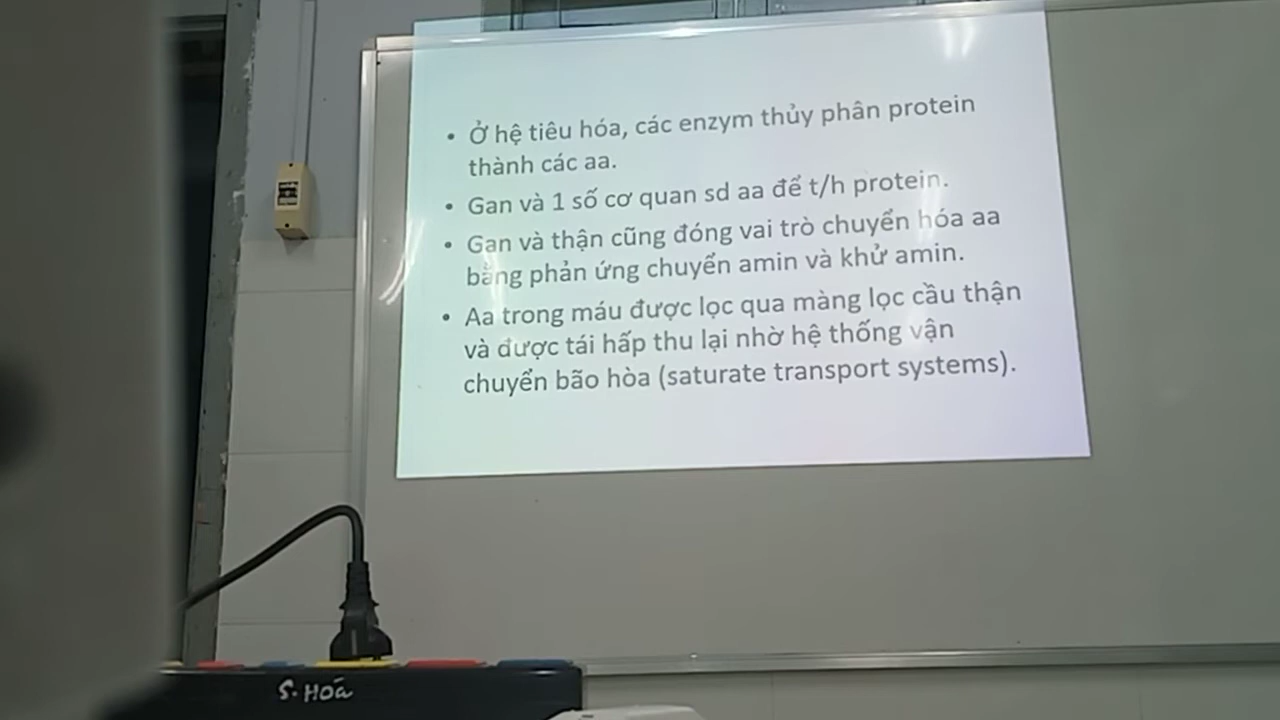 • Ở hệ tiêu hóa, các enzym thủy phân protein
thành các aa.
• Gan và 1 số cơ quan sd aa để t/h protein.
• Gan và thận cũng đóng vai trò chuyển hóa aa
bằng phản ứng chuyển amin và khử amin.
• Aa trong máu được lọc qua màng lọc cầu thận
và được tái hấp thu lại nhờ hệ thống vận
chuyển bão hòa (saturate transport systems).
S. HOá